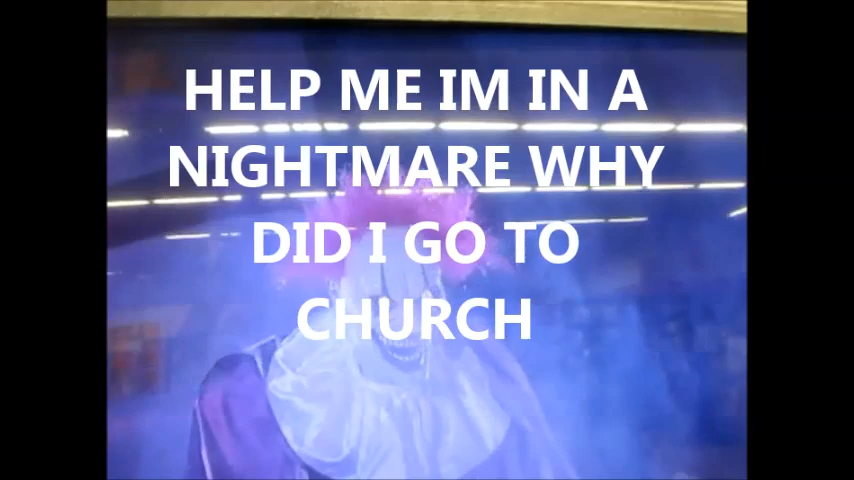 HELP ME IM IN A
NIGHTMARE WHY
DID I GO TO
CHURCH